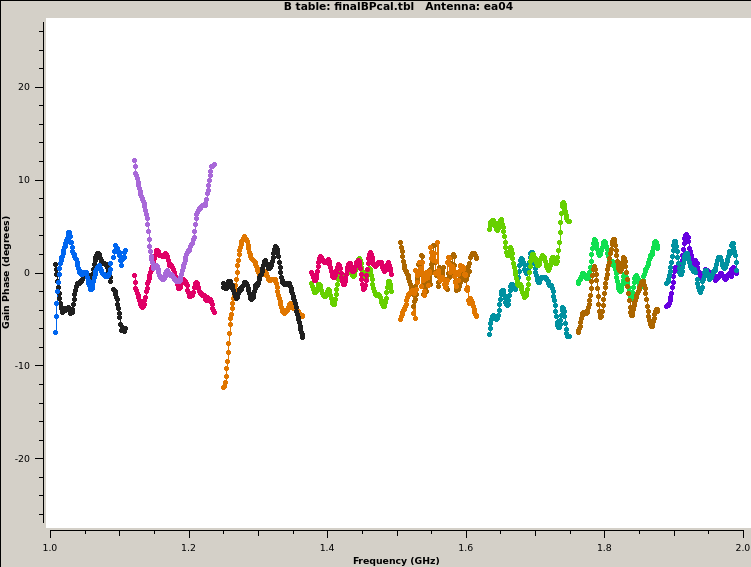 B table: finalBPcal.tbl   Antenna: ea04
Gain Phase (degrees)
20
10
0
-10
-20
1.0 1.2 1.4 1.6 1.8 2.0
Frequency (GHz)